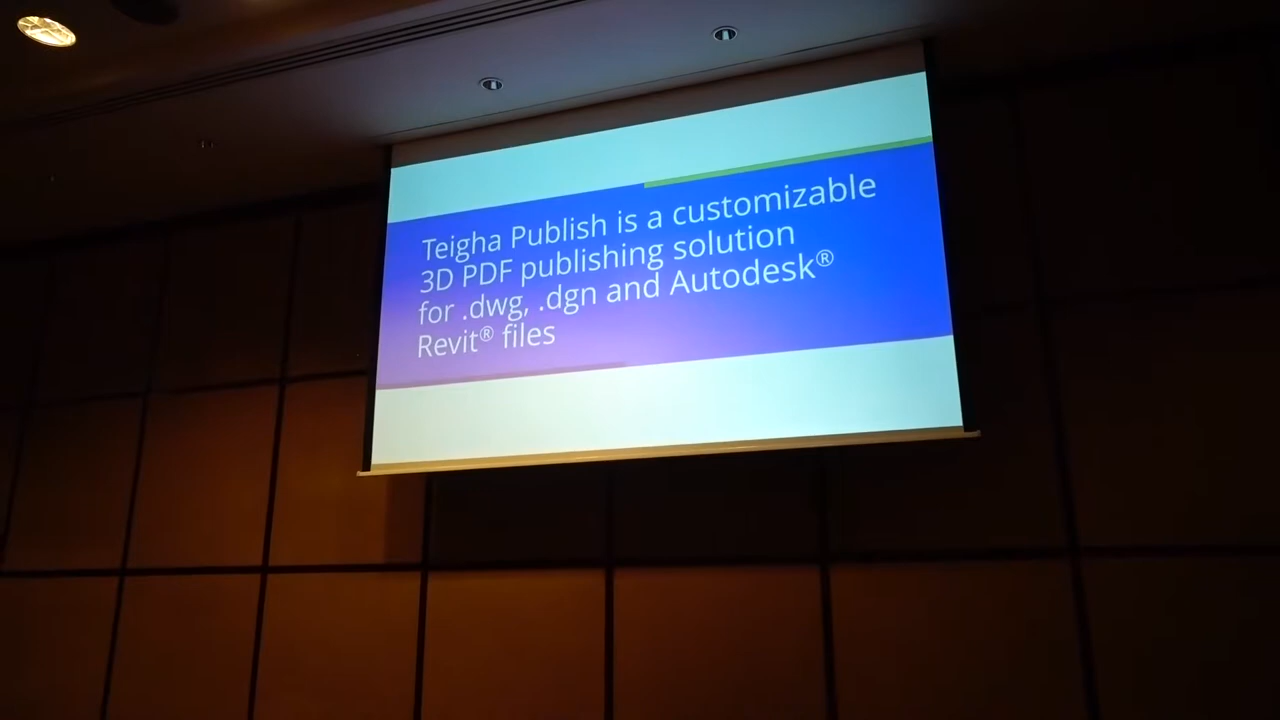 Teigha Publish is a customizable
3D PDF publishing solution
for .dwg, .dgn and Autodesk®
Revit® files